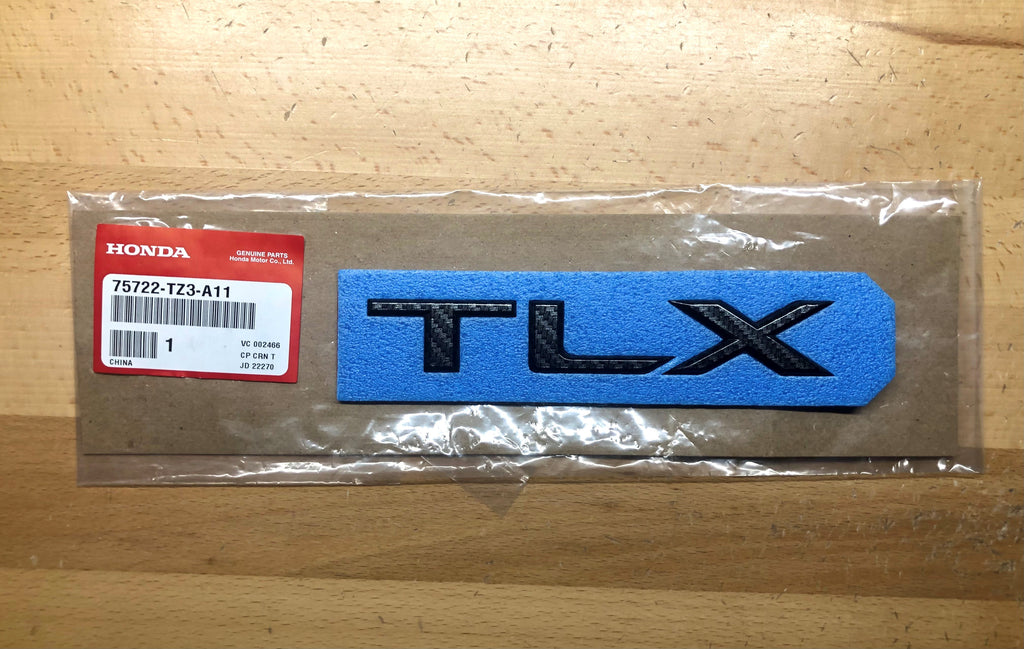 HONDA
GENUINE PARTS
Honda Motor Co., Ltd.
75722-TZ3-A11
1
VC 002466
CP CRN T
CHINA
JD 22270
TLX